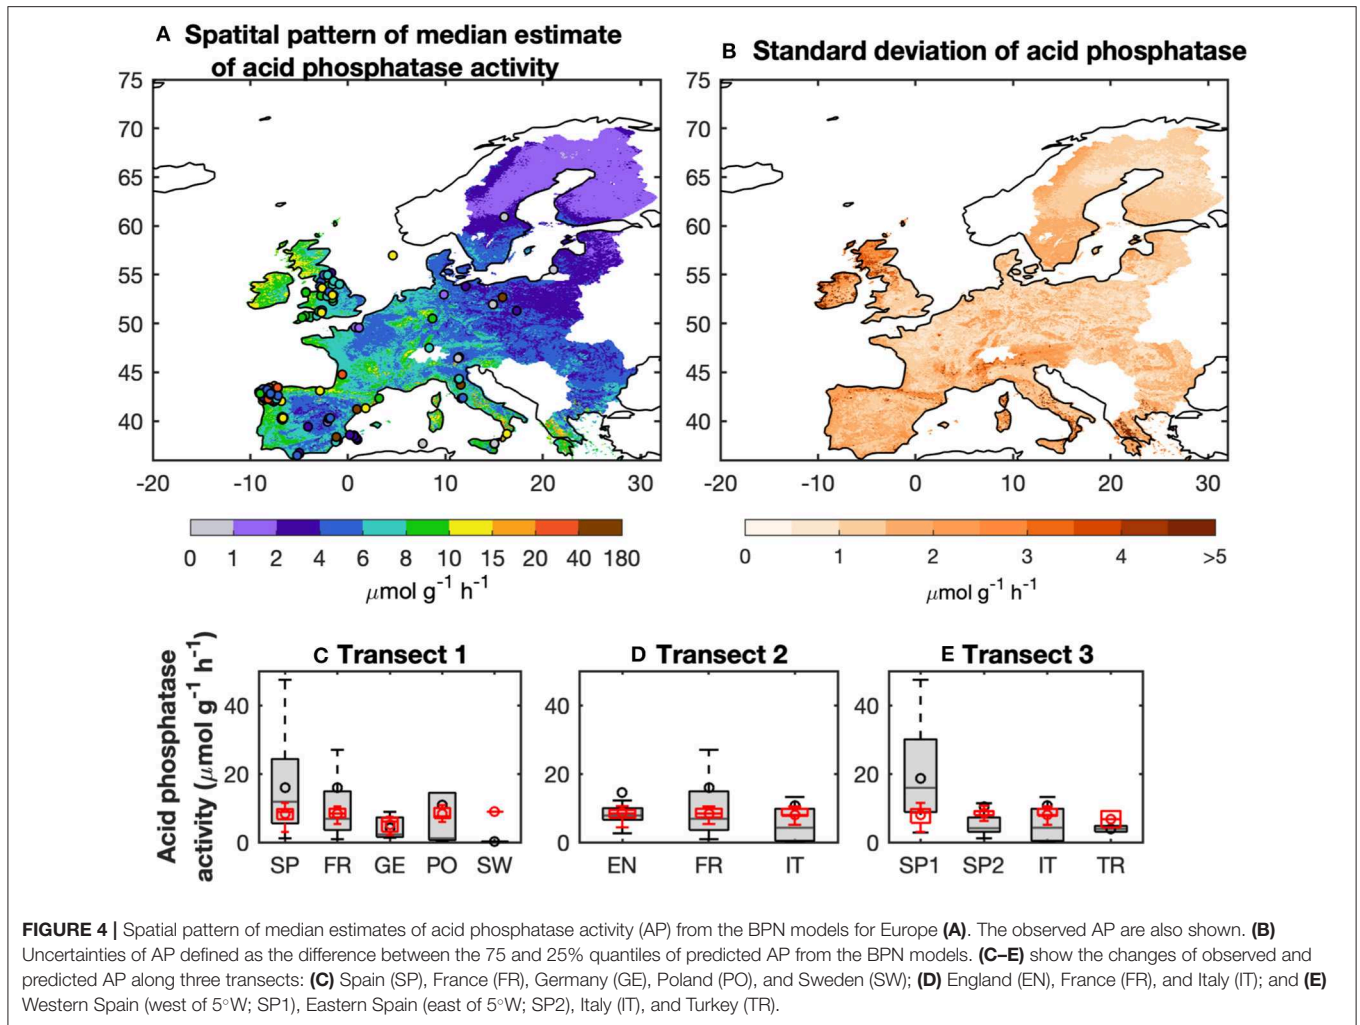 A Spatital pattern of median estimate
of acid phosphatase activity
75
70
65
60
55
50
45
40
-20 -10 0 10 20 30
0 1 2 4 6 8 10 15 20 40 180
μmol g-1 h-1
B Standard deviation of acid phosphatase
75
70
65
60
55
50
45
40
-20 -10 0 10 20 30
0 1 2 3 4 >5
μmol g-1 h-1
Acid phosphatase
activity (μmol g-1 h-1)
C Transect 1
40
20
0
SP FR GE PO SW
D Transect 2
40
20
0
EN FR IT
E Transect 3
40
20
0
SP1 SP2 IT TR
FIGURE 4 | Spatial pattern of median estimates of acid phosphatase activity (AP) from the BPN models for Europe (A). The observed AP are also shown. (B)
Uncertainties of AP defined as the difference between the 75 and 25% quantiles of predicted AP from the BPN models. (C–E) show the changes of observed and
predicted AP along three transects: (C) Spain (SP), France (FR), Germany (GE), Poland (PO), and Sweden (SW); (D) England (EN), France (FR), and Italy (IT); and (E)
Western Spain (west of 5°W; SP1), Eastern Spain (east of 5°W; SP2), Italy (IT), and Turkey (TR).